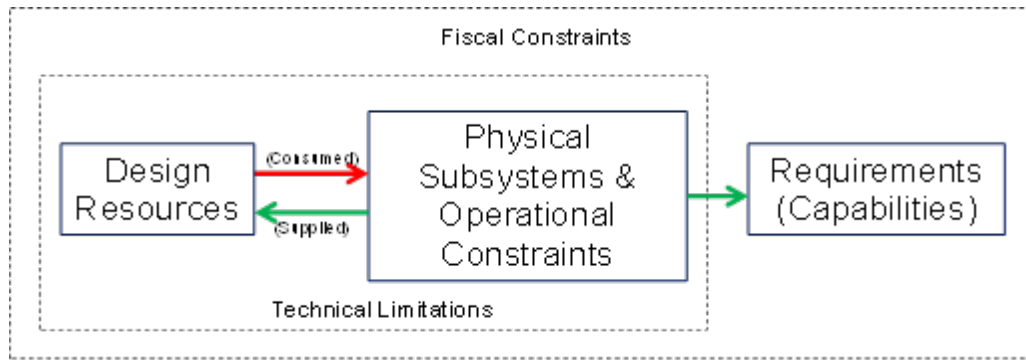 Fiscal Constraints
Design
Resources
(Consumed)
(Supplied)
Physical
Subsystems &
Operational
Constraints
Requirements
(Capabilities)
Technical Limitations